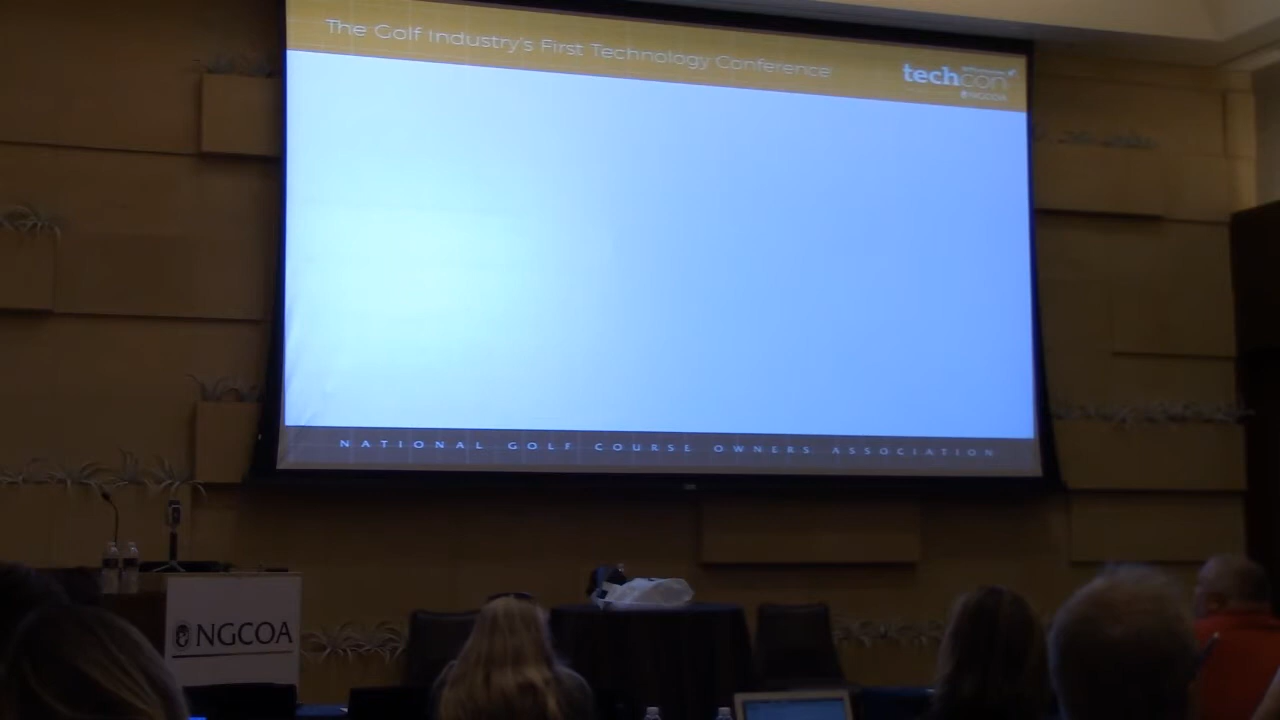 The Golf Industry's First Technology Conference
techcon
NGCOA
NATIONAL GOLF COURSE OWNERS ASSOCIATION
NGCOA